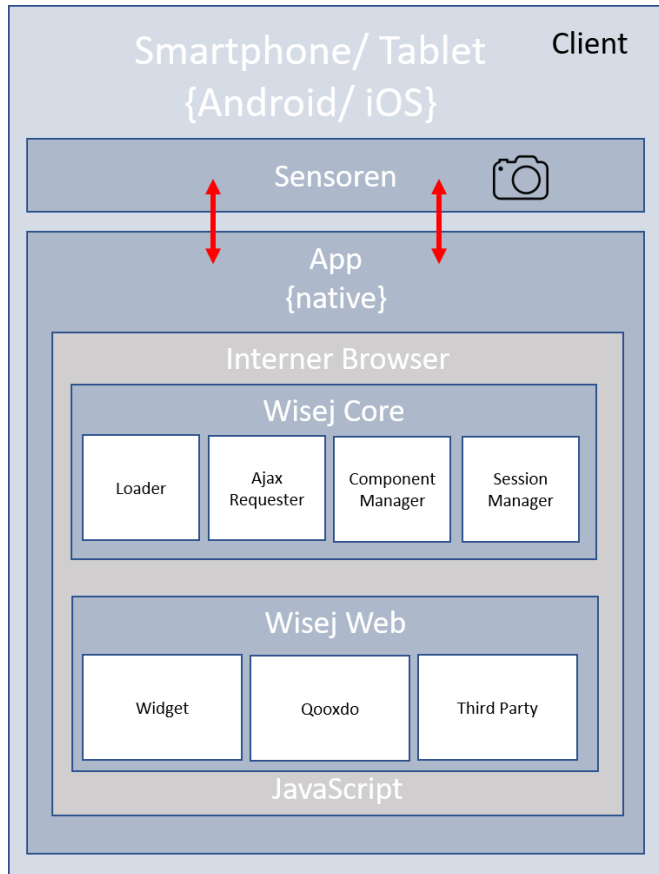 Client
Smartphone/ Tablet
{Android/ iOS}
Sensoren
App
{native}
Interner Browser
Wisej Core
Loader
Ajax
Requester
Component
Manager
Session
Manager
Wisej Web
Widget
Qooxdo
Third Party
JavaScript